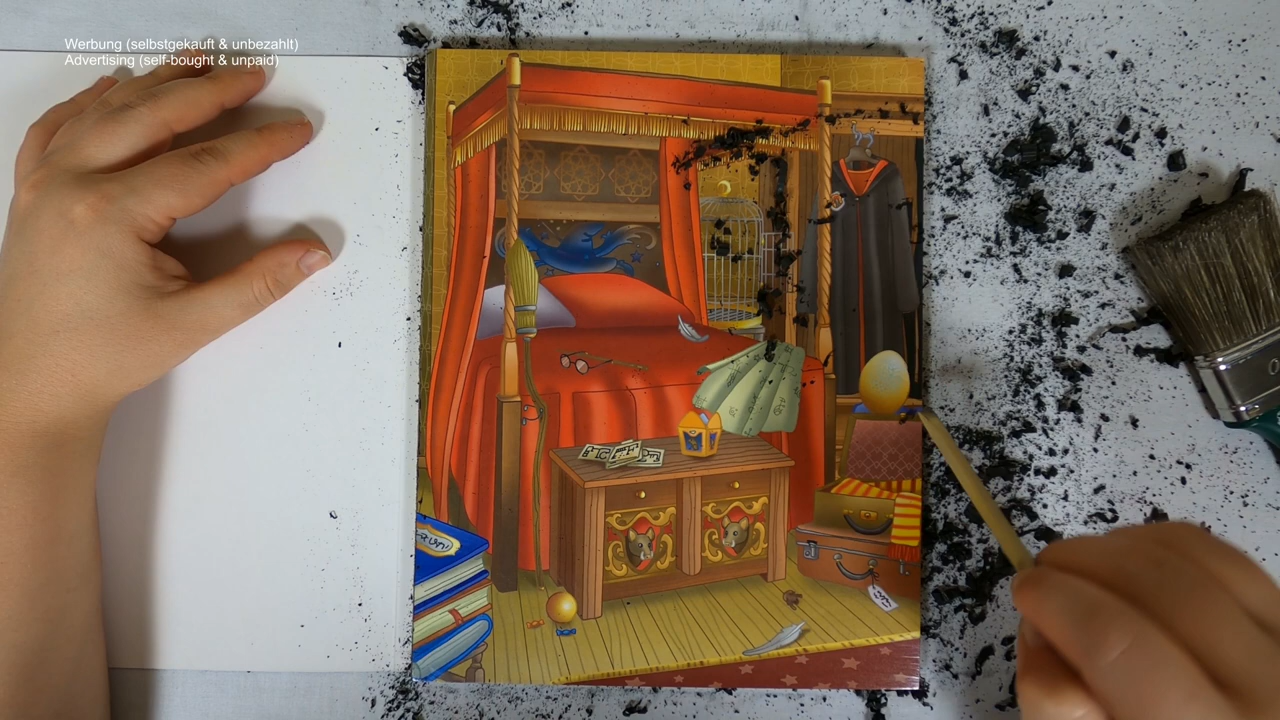 Werbung (selbstgekauft & unbezahlt)
Advertising (self-bought & unpaid)